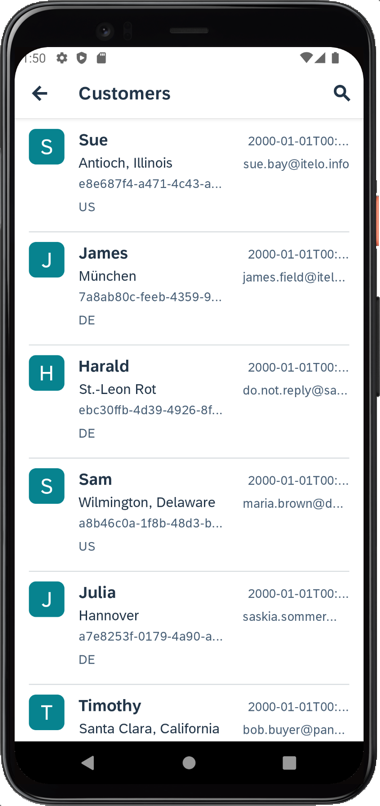 1:50
Customers
S
Sue
2000-01-01T00:...
Antioch, Illinois
sue.bay@itelo.info
e8e687f4-a471-4c43-a...
US
J
James
2000-01-01T00:...
München
james.field@itel...
7a8ab80c-feeb-4359-9...
DE
H
Harald
2000-01-01T00:...
St.-Leon Rot
do.not.reply@sa...
ebc30ffb-4d39-4926-8f...
DE
S
Sam
2000-01-01T00:...
Wilmington, Delaware
maria.brown@d...
a8b46c0a-1f8b-48d3-b...
US
J
Julia
2000-01-01T00:...
Hannover
saskia.sommer...
a7e8253f-0179-4a90-a...
DE
T
Timothy
2000-01-01T00:...
Santa Clara, California
bob.buyer@pan...